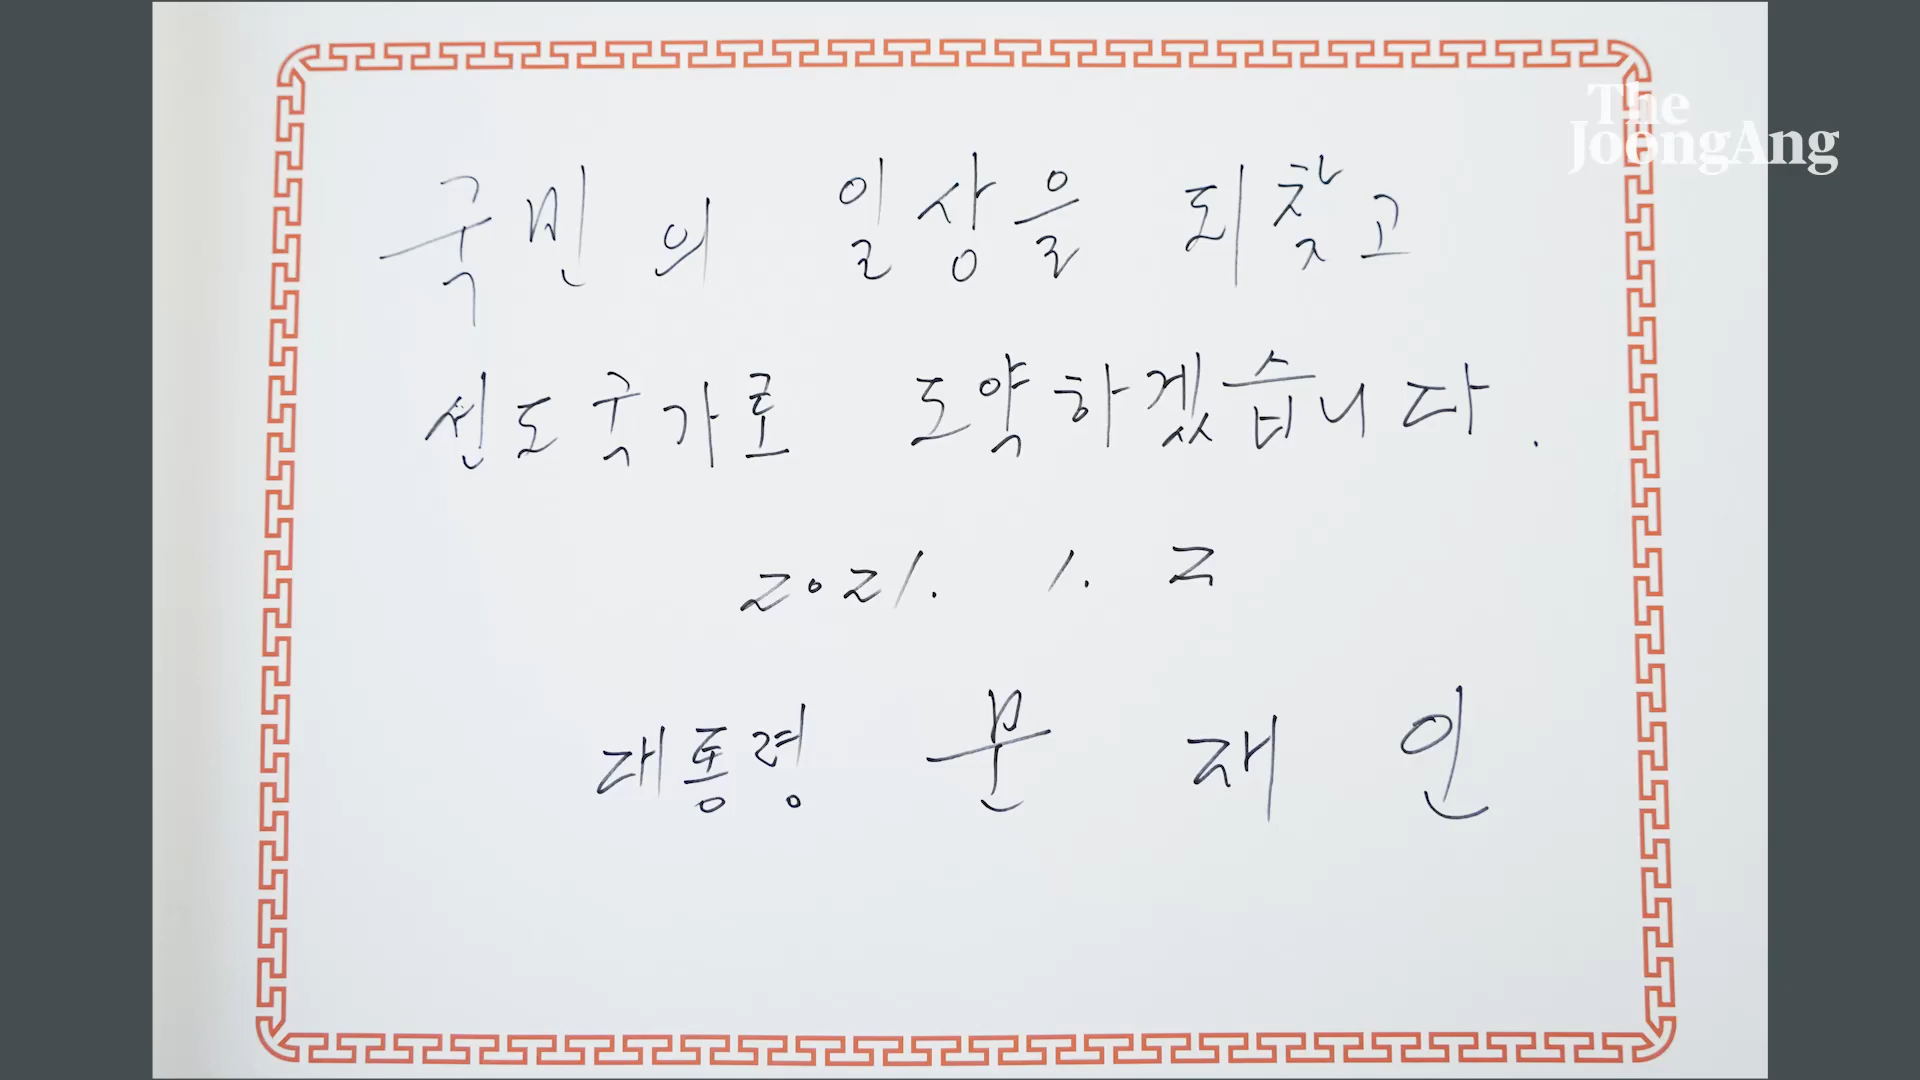 The
JoongAng
국민의 일상을 되찾고
선도국가로 도약하겠습니다.
2021. 1. 2
대통령 문 재 인